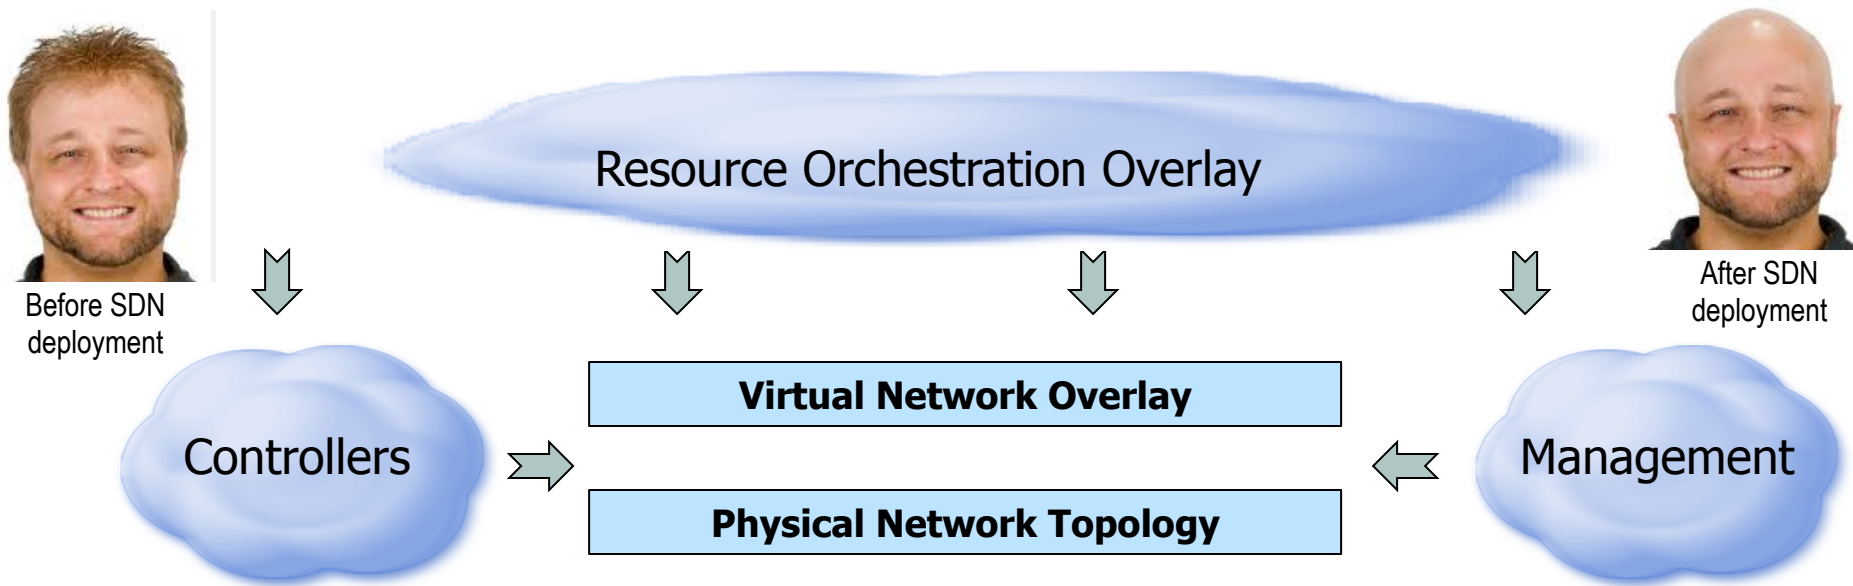 Resource Orchestration Overlay
Before SDN
deployment
After SDN
deployment
Virtual Network Overlay
Controllers
Management
Physical Network Topology